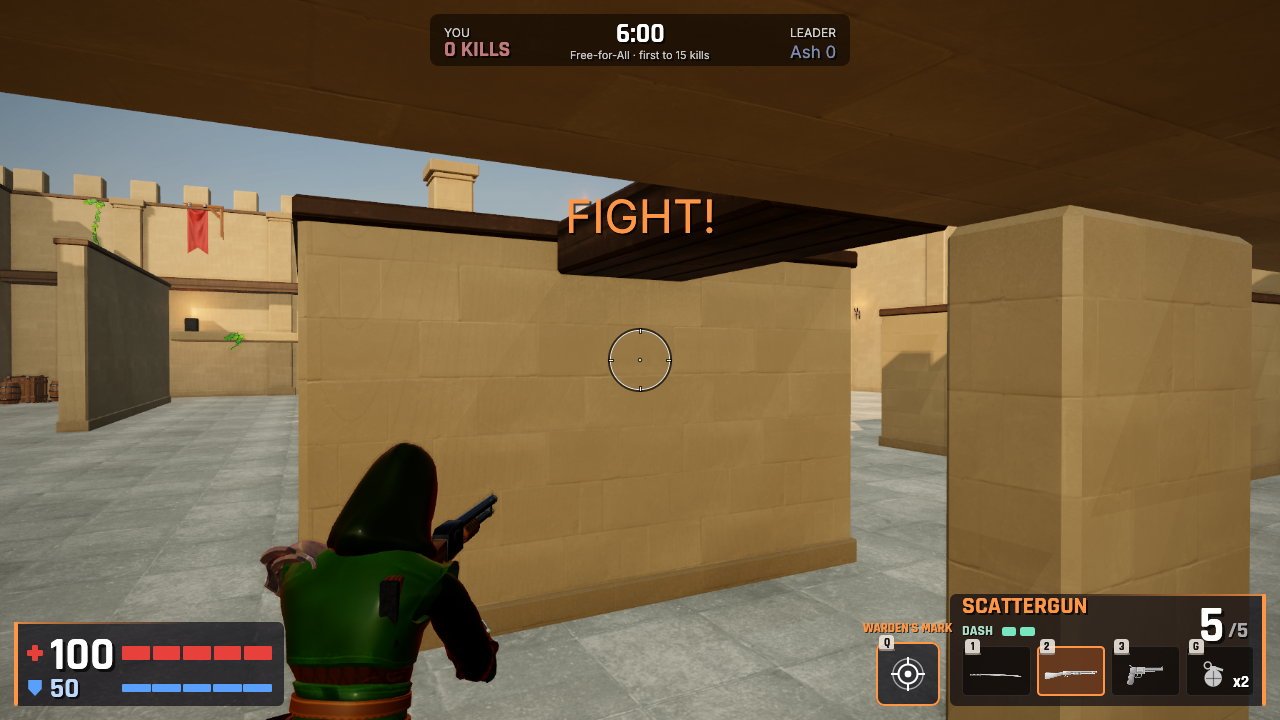 YOU
0 KILLS
6:00
Free-for-All · first to 15 kills
LEADER
Ash 0
FIGHT!
100
50
WARDEN'S MARK
Q
SCATTERGUN
DASH
5/5
1
2
3
G
x2